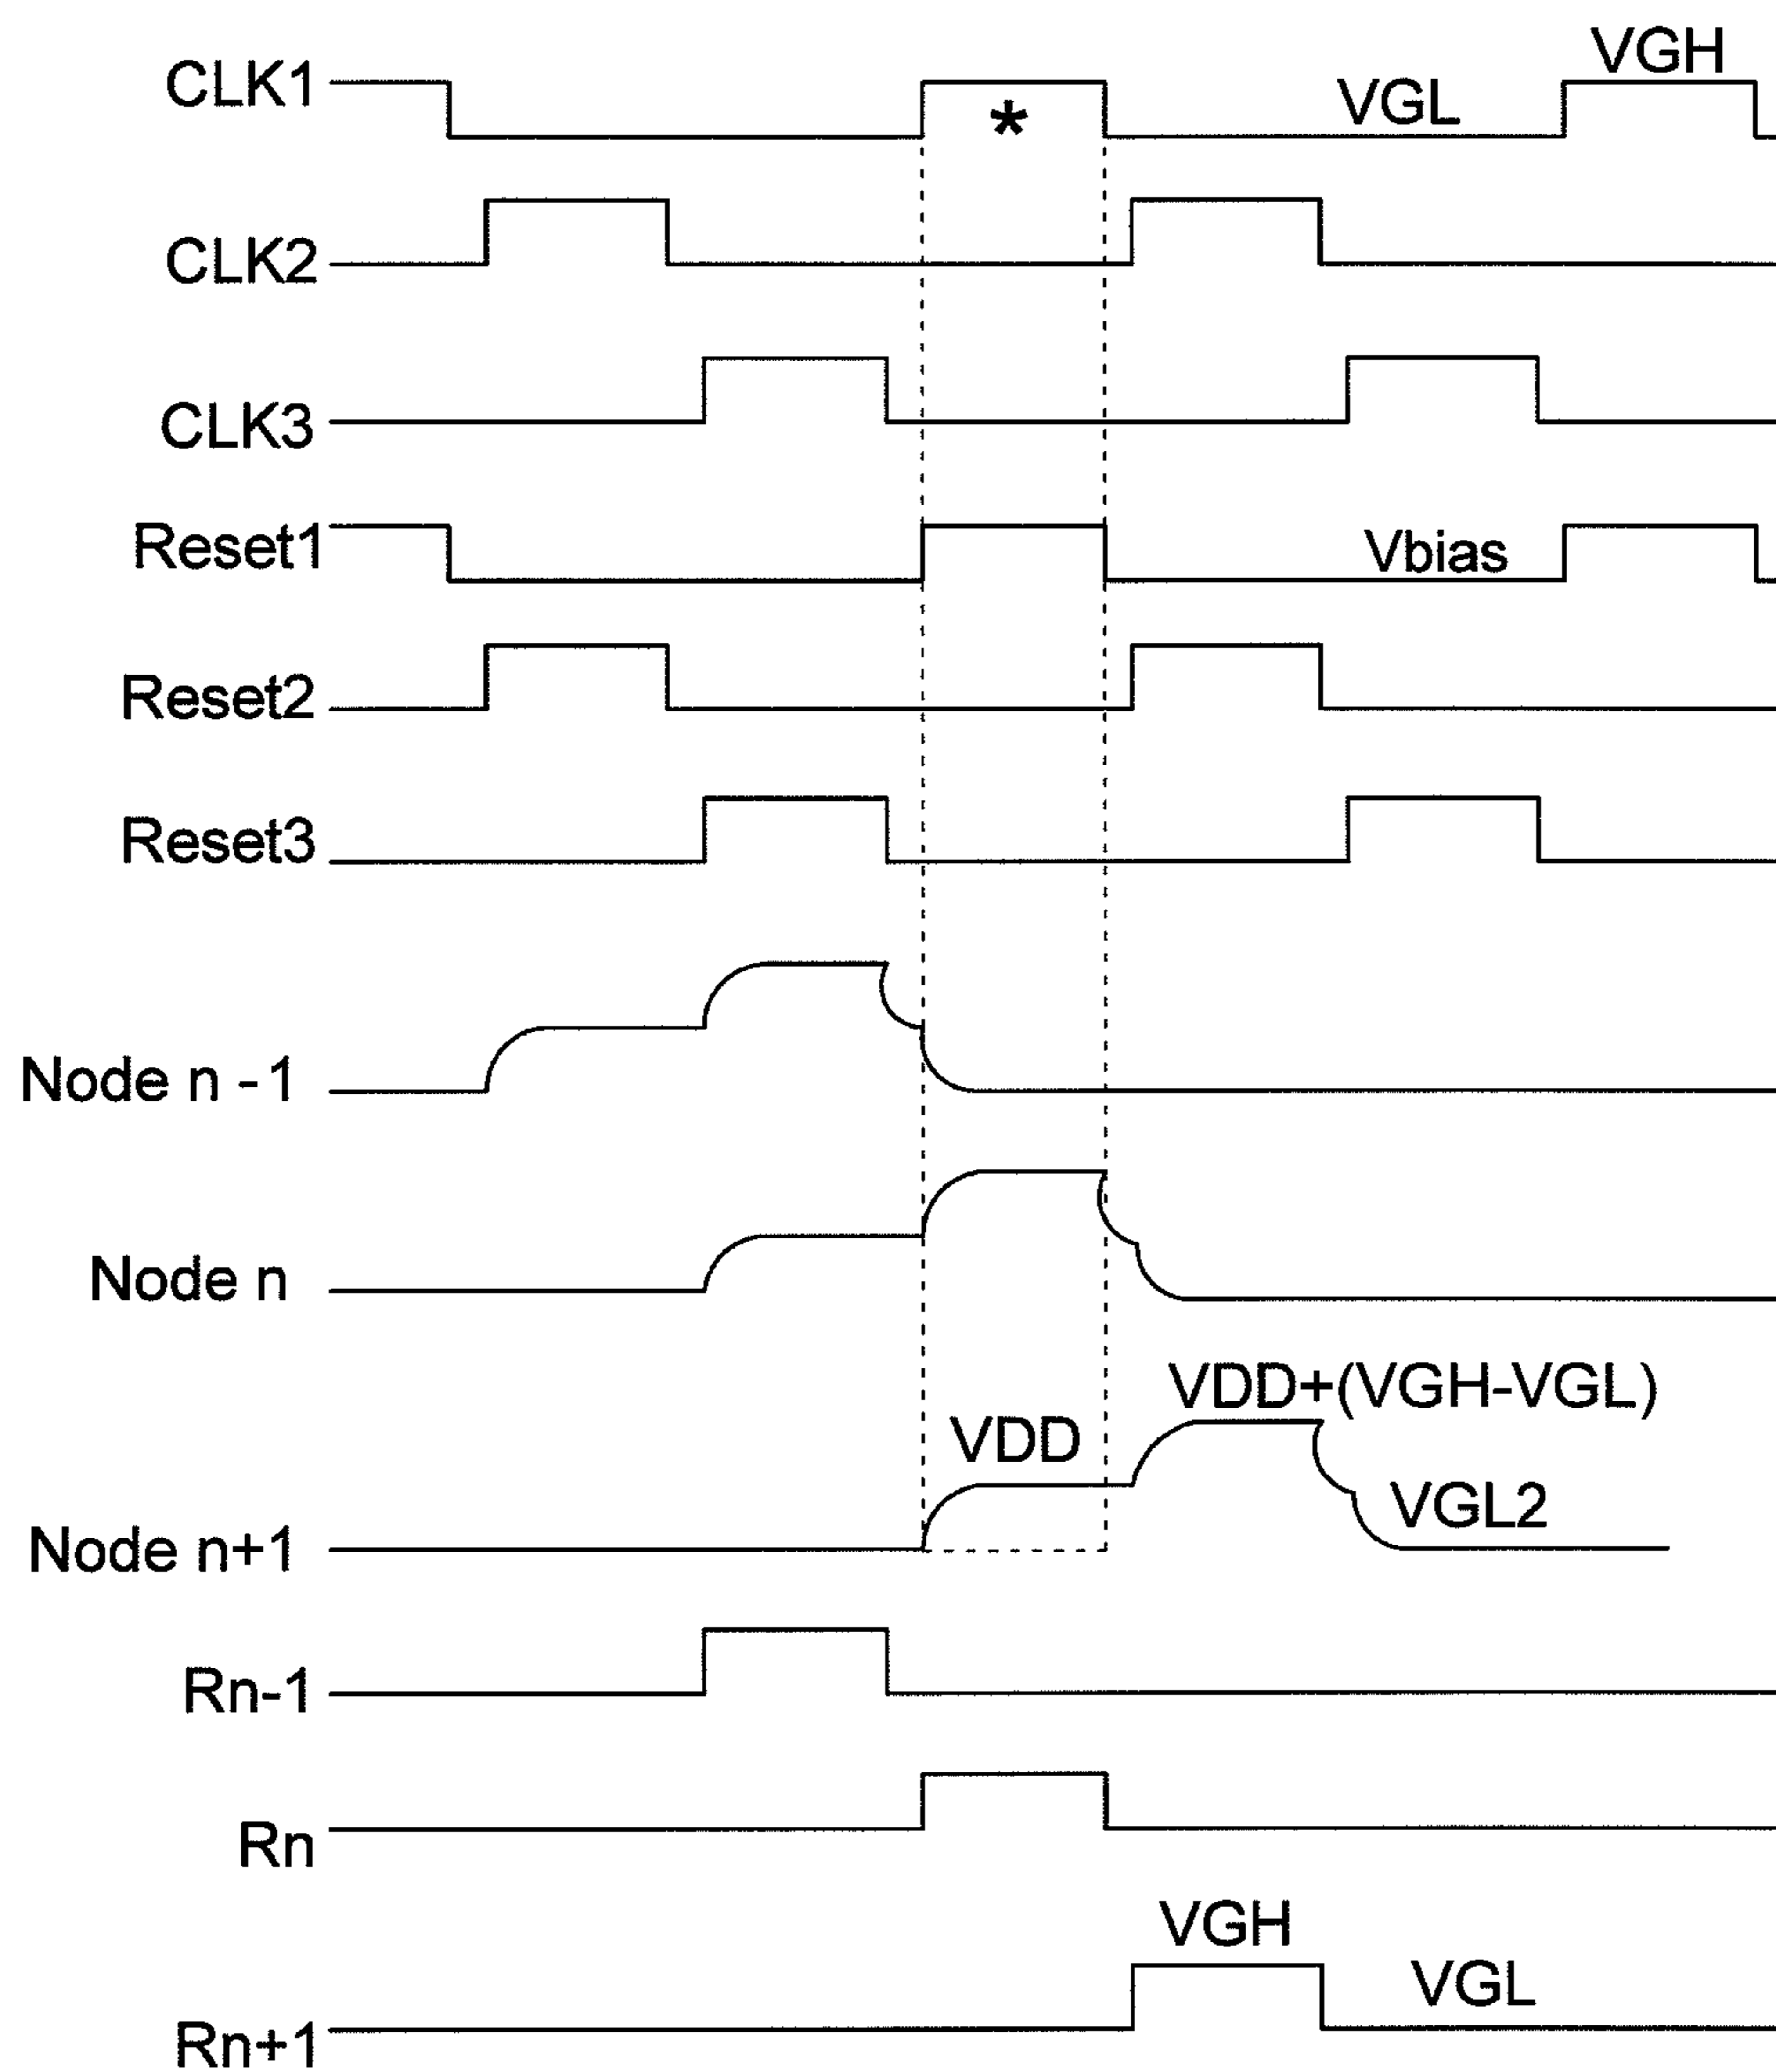 VGH
CLK1
*
VGL
CLK2
CLK3
Reset1
Vbias
Reset2
Reset3
Node n -1
Node n
VDD+(VGH-VGL)
VDD
VGL2
Node n+1
Rn-1
Rn
VGH
VGL
Rn+1